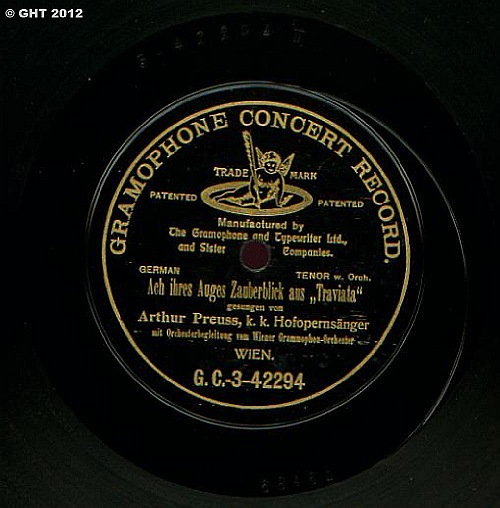 © GHT 2012
GRAMOPHONE CONCERT RECORD.
TRADE MARK
PATENTED PATENTED
Manufactured by
The Gramophone and Typewriter Ltd.,
and Sister Companies.
GERMAN TENOR w. Orch.
Ach ihres Auges Zauberblick aus „Traviata“
gesungen von
Arthur Preuss, k. k. Hofopernsänger
mit Orchesterbegleitung vom Wiener Grammophon-Orchester
WIEN.
G.C.-3-42294